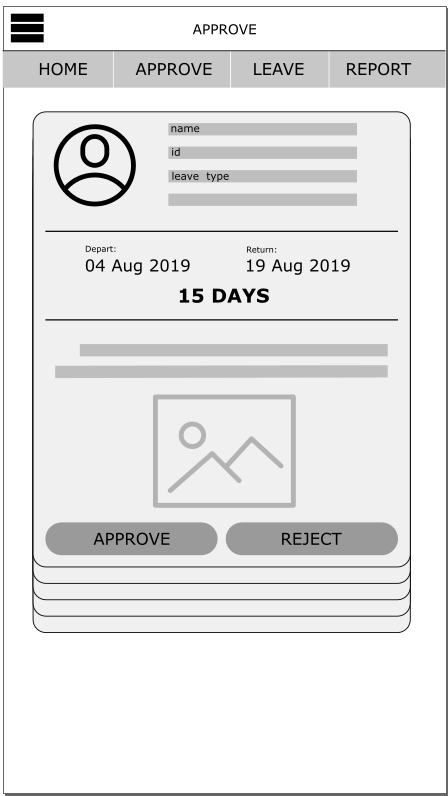 APPROVE
HOME APPROVE LEAVE REPORT
name
id
leave type
Depart: Return:
04 Aug 2019 19 Aug 2019
15 DAYS
APPROVE REJECT